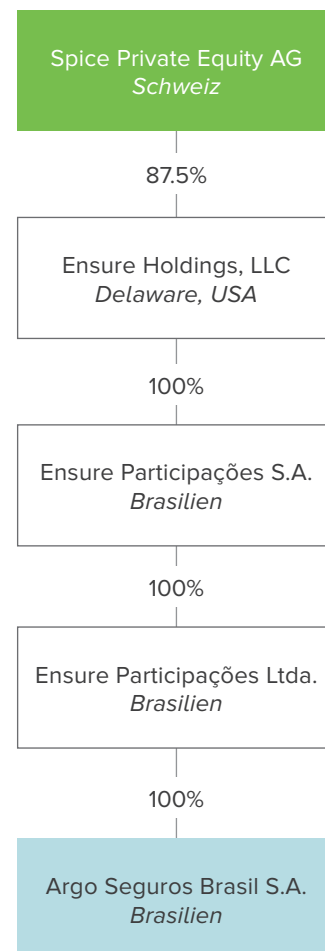 Spice Private Equity AG
Schweiz
87.5%
Ensure Holdings, LLC
Delaware, USA
100%
Ensure Participações S.A.
Brasilien
100%
Ensure Participações Ltda.
Brasilien
100%
Argo Seguros Brasil S.A.
Brasilien